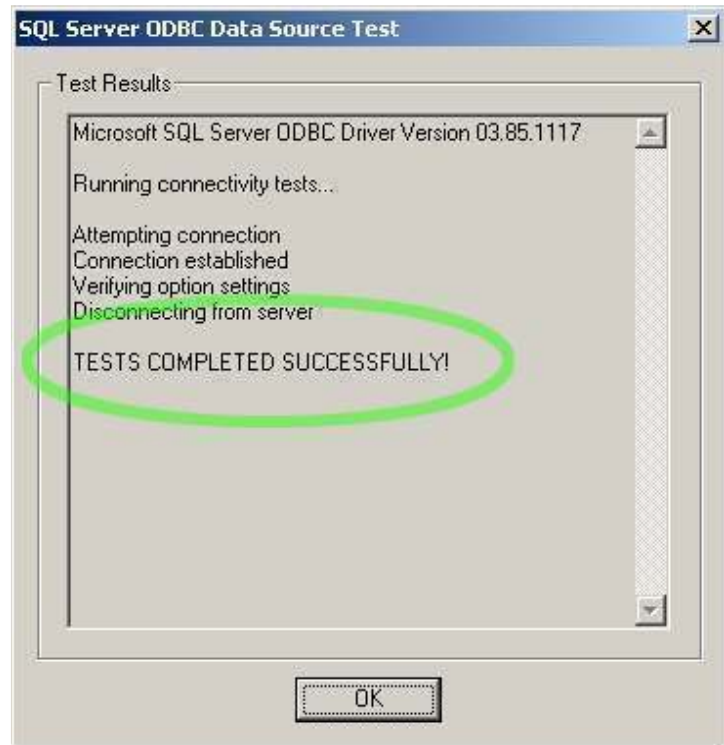 SQL Server ODBC Data Source Test
Test Results
Microsoft SQL Server ODBC Driver Version 03.85.1117
Running connectivity tests...
Attempting connection
Connection established
Verifying option settings
Disconnecting from server
TESTS COMPLETED SUCCESSFULLY!
OK